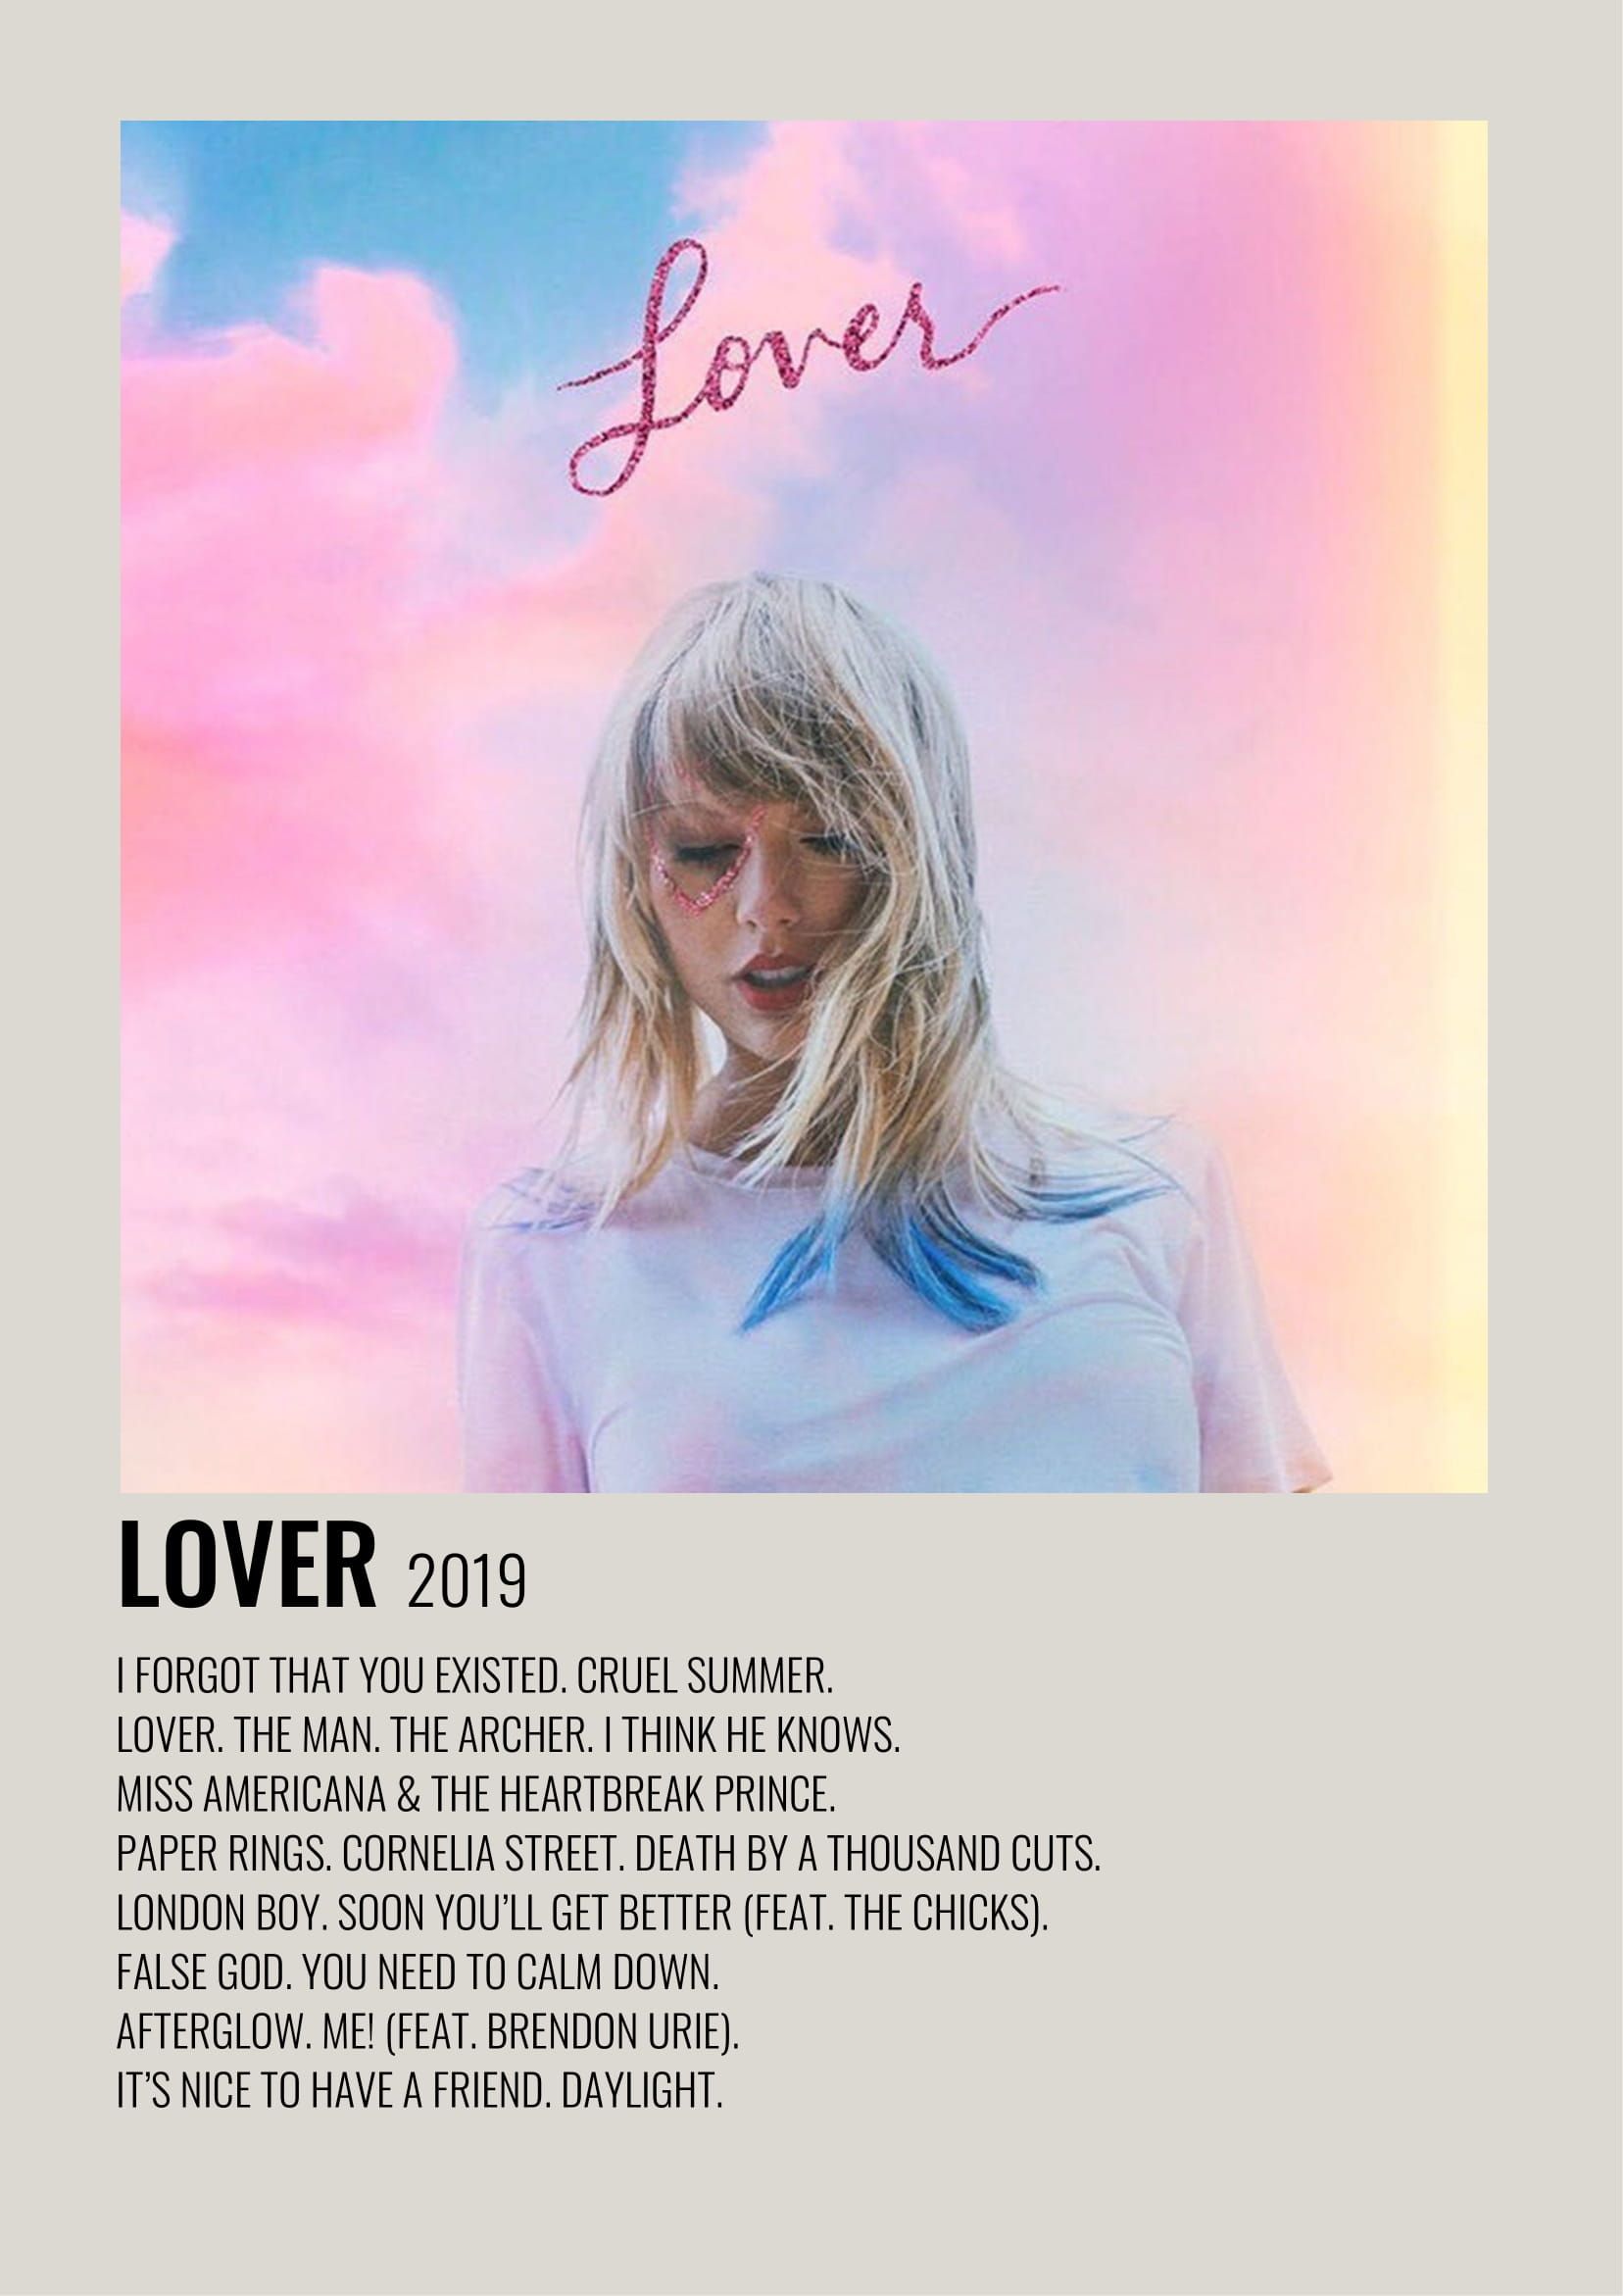 Lover
LOVER 2019
I FORGOT THAT YOU EXISTED. CRUEL SUMMER.
LOVER. THE MAN. THE ARCHER. I THINK HE KNOWS.
MISS AMERICANA & THE HEARTBREAK PRINCE.
PAPER RINGS. CORNELIA STREET. DEATH BY A THOUSAND CUTS.
LONDON BOY. SOON YOU’LL GET BETTER (FEAT. THE CHICKS).
FALSE GOD. YOU NEED TO CALM DOWN.
AFTERGLOW. ME! (FEAT. BRENDON URIE).
IT’S NICE TO HAVE A FRIEND. DAYLIGHT.